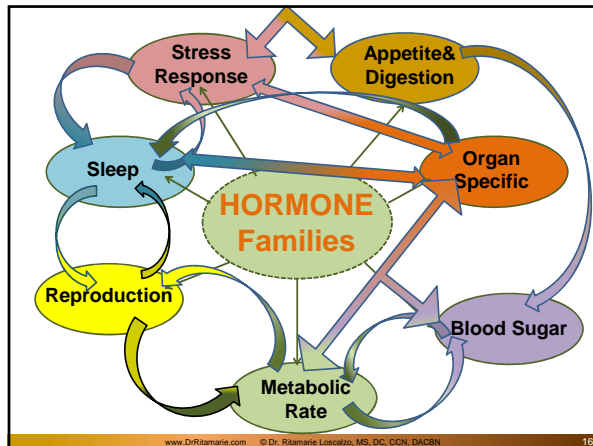 Stress
Response
Appetite&
Digestion
Sleep
Organ
Specific
HORMONE
Families
Reproduction
Blood Sugar
Metabolic
Rate
www.DrRitamarie.com © Dr. Ritamarie Loscalzo, MS, DC, CCN, DACBN 16